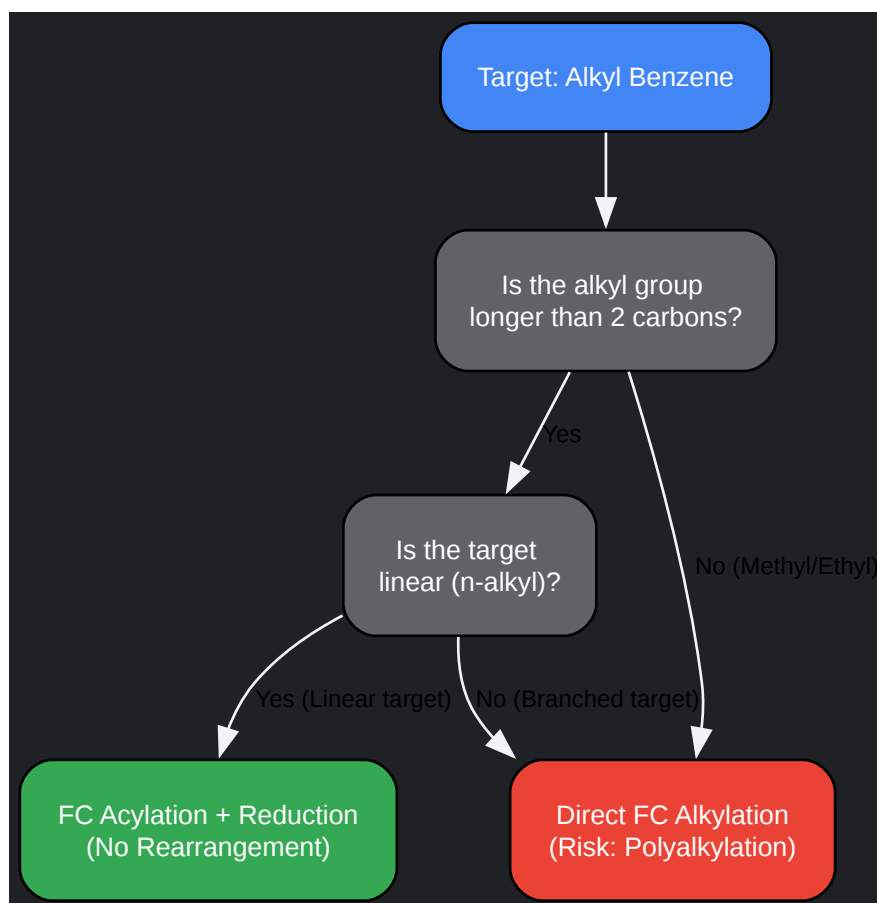 Target: Alkyl Benzene
Is the alkyl group
longer than 2 carbons?
Yes
Is the target
linear (n-alkyl)?
No (Methyl/Ethyl)
Yes (Linear target)
No (Branched target)
FC Acylation + Reduction
(No Rearrangement)
Direct FC Alkylation
(Risk: Polyalkylation)